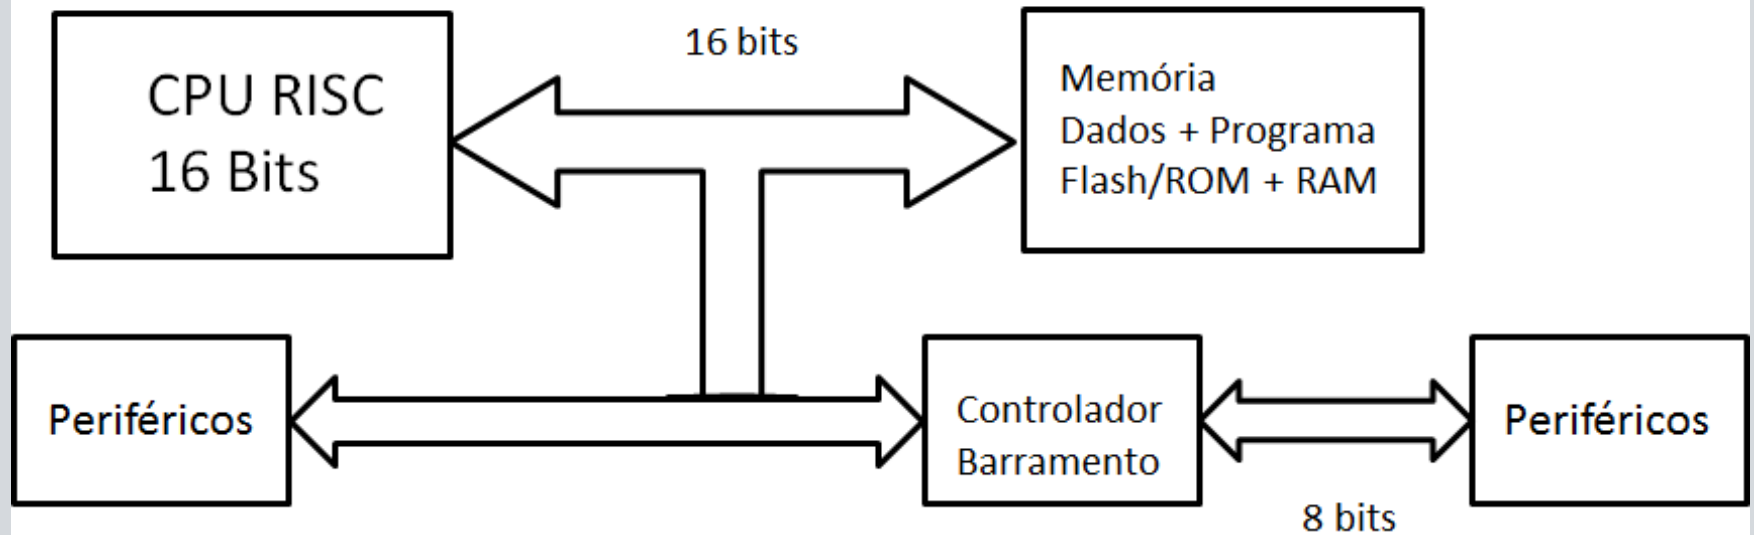 CPU RISC
16 Bits
16 bits
Memória
Dados + Programa
Flash/ROM + RAM
Periféricos
Controlador
Barramento
8 bits
Periféricos